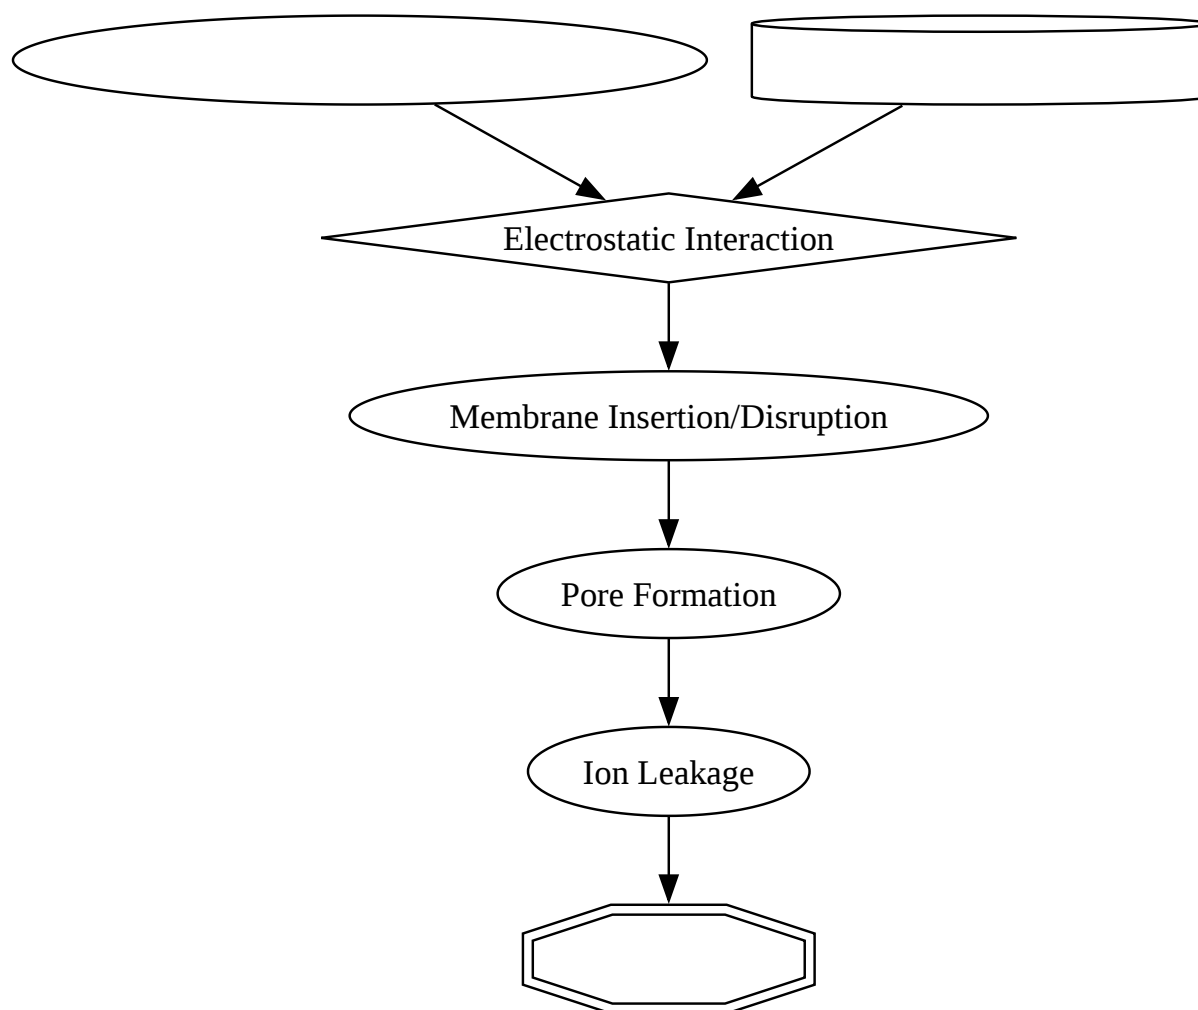 Electrostatic Interaction
Membrane Insertion/Disruption
Pore Formation
Ion Leakage